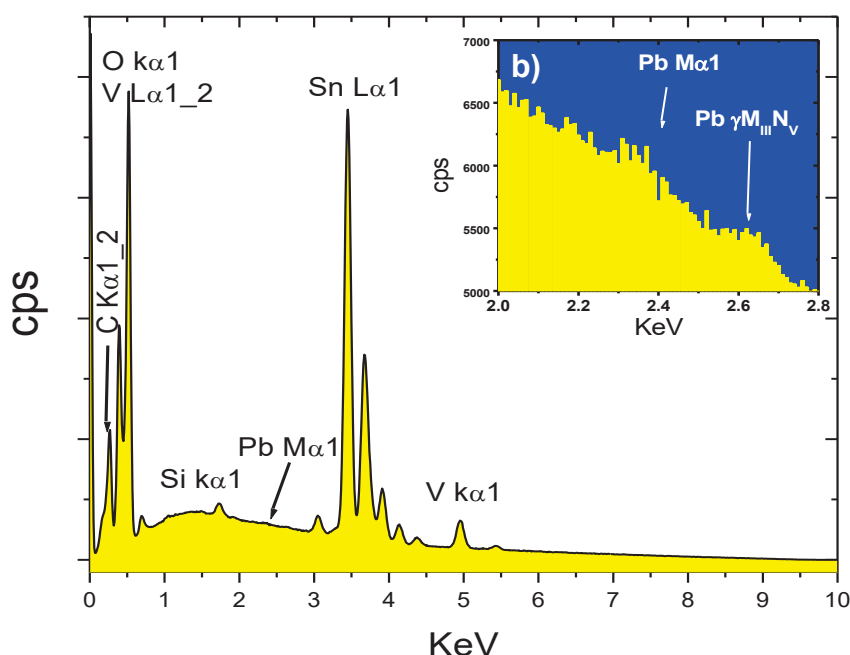 O kα1
V Lα1_2
C Kα1_2
Sn Lα1
Si kα1
Pb Mα1
V kα1
cps
0 1 2 3 4 5 6 7 8 9 10
KeV
b)
Pb Mα1
Pb γM_III N_V
7000
6500
6000
5500
5000
cps
2.0 2.2 2.4 2.6 2.8
KeV